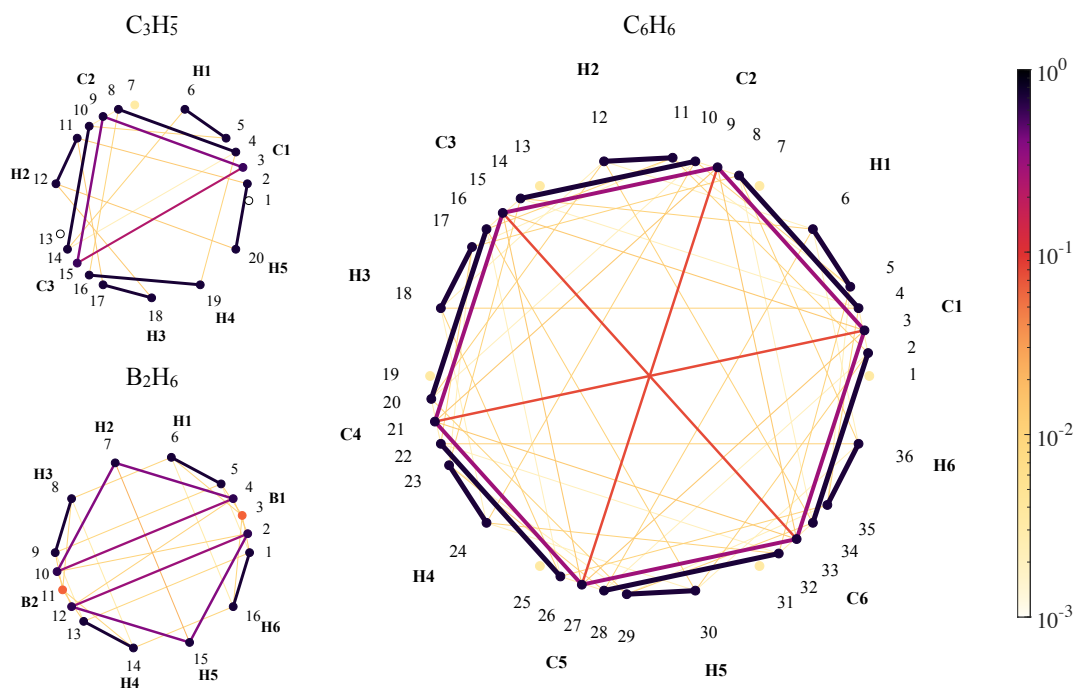 C₃H₅⁻
C₆H₆
H1
C2
7
8
6
9
10
5
11
4
C1
3
H2
12
2
1
13
14
20
H5
15
C3
16
19
17
H4
18
H3
B₂H₆
H2
H1
7
6
H3
5
8
4
B1
3
2
9
1
10
11
B2
12
13
16
H6
14
15
H4
H5
H2
C2
12
11
10
9
8
7
C3
13
14
H1
15
16
6
17
H3
5
18
4
C1
3
2
19
1
20
C4
21
22
36
H6
23
35
24
34
H4
33
32
C6
25
31
26
27
28
29
30
C5
H5
10⁰
10⁻¹
10⁻²
10⁻³